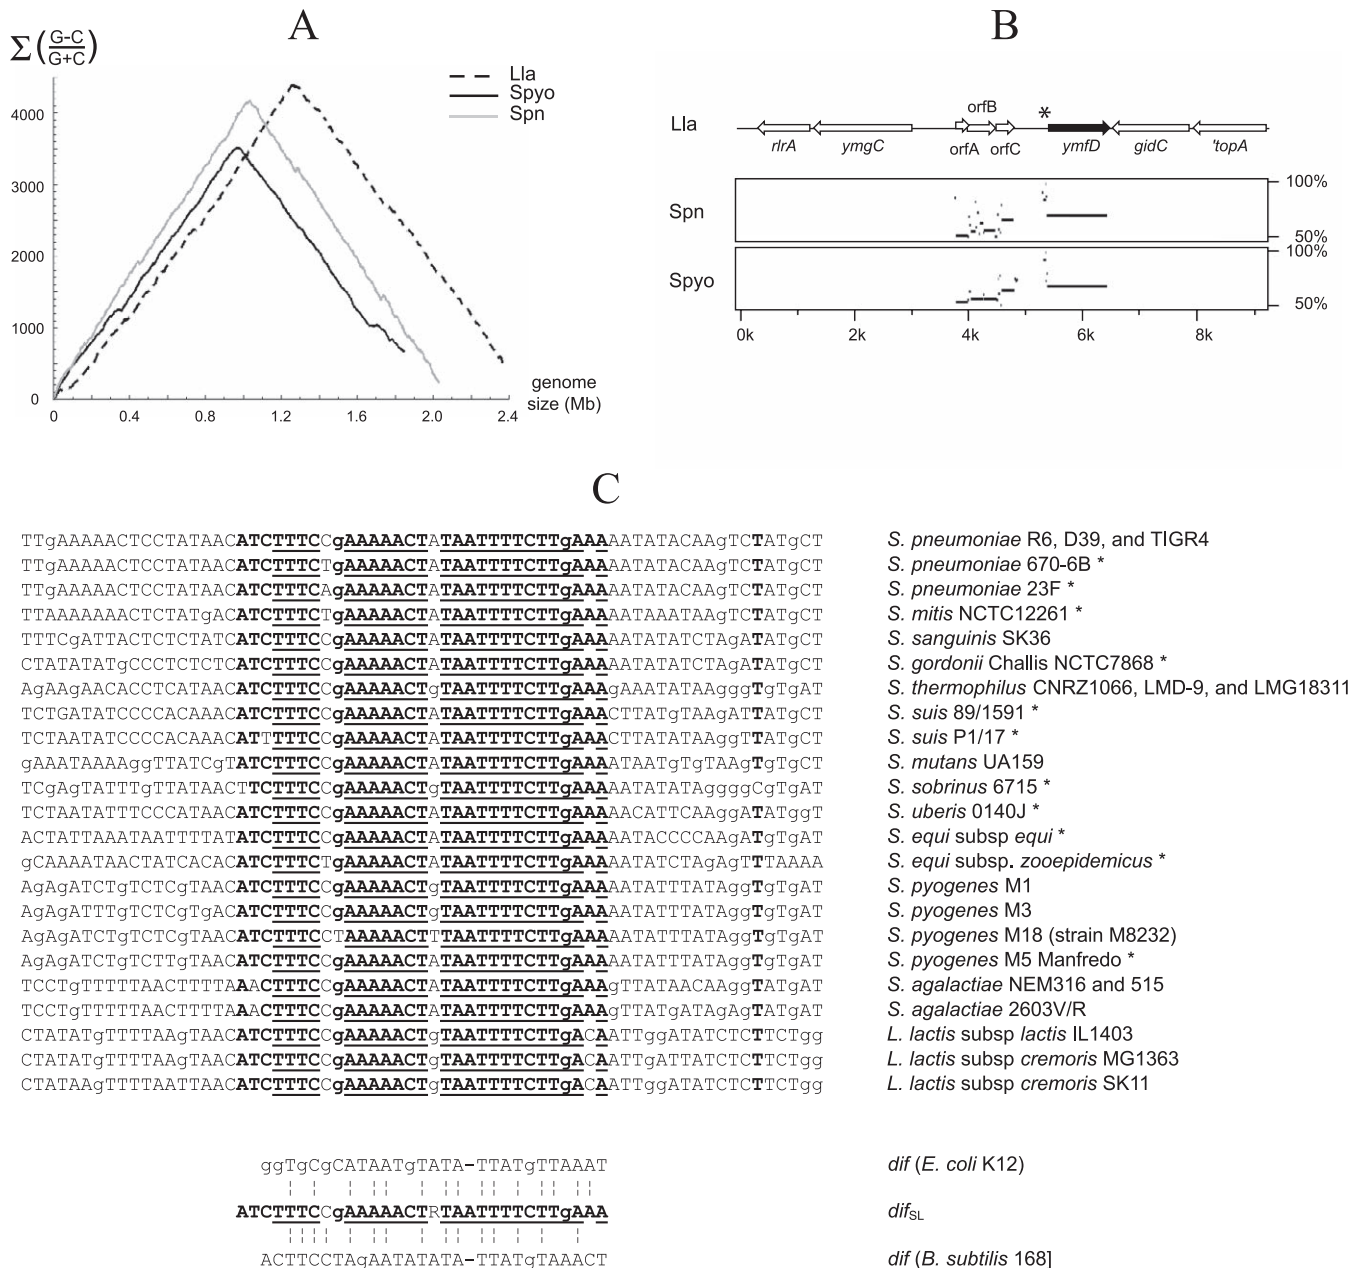 A
B
Σ(G-C/G+C)
Lla
Spyo
Spn
4000
3000
2000
1000
0
0 0.4 0.8 1.2 1.6 2.0 2.4
genome
size (Mb)
Lla
orfB
*
rlrA ymgC orfA orfC ymfD gidC 'topA
Spn
100%
50%
Spyo
100%
50%
0k 2k 4k 6k 8k
C
TTgAAAAAACTCCTATAACATCTTTCCgAAAAACTATAATTTTCTTgAAAAATATACAAgTCTATgCT S. pneumoniae R6, D39, and TIGR4
TTgAAAAAACTCCTATAACATCTTTCTgAAAAACTATAATTTTCTTgAAAAATATACAAgTCTATgCT S. pneumoniae 670-6B *
TTgAAAAAACTCCTATAACATCTTTCAgAAAAACTATAATTTTCTTgAAAAATATACAAgTCTATgCT S. pneumoniae 23F *
TTAAAAAAACTCTATgACATCTTTCTgAAAAACTATAATTTTCTTgAAAAATAAATAAgTCTATgCT S. mitis NCTC12261 *
TTTCgATTACTCTCTATCATCTTTCCgAAAAACTATAATTTTCTTgAAAAATATATCTAgATATgCT S. sanguinis SK36
CTATATATgCCCTCTCTCATCTTTCCgAAAAACTATAATTTTCTTgAAAAATATATCTAgATATgCT S. gordonii Challis NCTC7868 *
AgAAgAACACCTCATAACATCTTTCCgAAAAACTgTAATTTTCTTgAAAgAAATATAAgggTgTgAT S. thermophilus CNRZ1066, LMD-9, and LMG18311
TCTGATATCCCCACAAACATCTTTCCgAAAAACTATAATTTTCTTgAAACTTATgTAAgATTATgCT S. suis 89/1591 *
TCTAATATCCCCACAAACATTTTTCCgAAAAACTATAATTTTCTTgAAACTTATATAAggTTATgCT S. suis P1/17 *
gAAATAAAAggTTATCgTATCTTTCCgAAAAACTATAATTTTCTTgAAAAATAATgTgTAAgTgTgCT S. mutans UA159
TCgAgTATTTgTTATAACTTCTTTCCgAAAAACTgTAATTTTCTTgAAAAATATATAggggCgTgAT S. sobrinus 6715 *
TCTAATATTTCCCATAACATCTTTCCgAAAAACTATAATTTTCTTgAAAAACATTCAAggATATggT S. uberis 0140J *
ACTATTAAATAATTTTATATCTTTCCgAAAAACTATAATTTTCTTgAAAAATACCCCAAgATgTgAT S. equi subsp equi *
gCAAAATAACTATCACACATCTTTCTgAAAAACTATAATTTTCTTgAAAAATATCTAgAgTTTAAAA S. equi subsp. zooepidemicus *
AgAgATCTgTCTCgTAACATCTTTCCgAAAAACTgTAATTTTCTTgAAAAATATTTATAggTgTgAT S. pyogenes M1
AgAgATTTgTCTCgTgACATCTTTCCgAAAAACTgTAATTTTCTTgAAAAATATTTATAggTgTgAT S. pyogenes M3
AgAgATCTgTCTCgTAACATCTTTCCTAAAAACTTTAATTTTCTTgAAAAATATTTATAggTgTgAT S. pyogenes M18 (strain M8232)
AgAgATCTgTCTTgTAACATCTTTCCgAAAAACTgTAATTTTCTTgAAAAATATTTATAggTgTgAT S. pyogenes M5 Manfredo *
TCCTgTTTTTAACTTTTAAACTTTCCgAAAAACTATAATTTTCTTgAAAgTTATAACAAggTATgAT S. agalactiae NEM316 and 515
TCCTgTTTTTAACTTTTAAACTTTCCgAAAAACTATAATTTTCTTgAAAgTTATgATAgAgTATgAT S. agalactiae 2603V/R
CTATATgTTTTAAgTAACATCTTTCCgAAAAACTgTAATTTTCTTgACAATTggATATCTCTTCTgg L. lactis subsp lactis IL1403
CTATATgTTTTAAgTAACATCTTTCCgAAAAACTgTAATTTTCTTgACAATTgATTATCTCTTCTgg L. lactis subsp cremoris MG1363
CTATAAgTTTTAATTAACATCTTTCCgAAAAACTgTAATTTTCTTgACAATTggATATCTCTTCTgg L. lactis subsp cremoris SK11
ggTgCgCATAATgTATA-TTATgTTAAAT dif (E. coli K12)
ATCTTTCCgAAAAACTRTAATTTTCTTgAAA difSL
ACTTCCTAgAATATATA-TTATgTAAACT dif (B. subtilis 168]